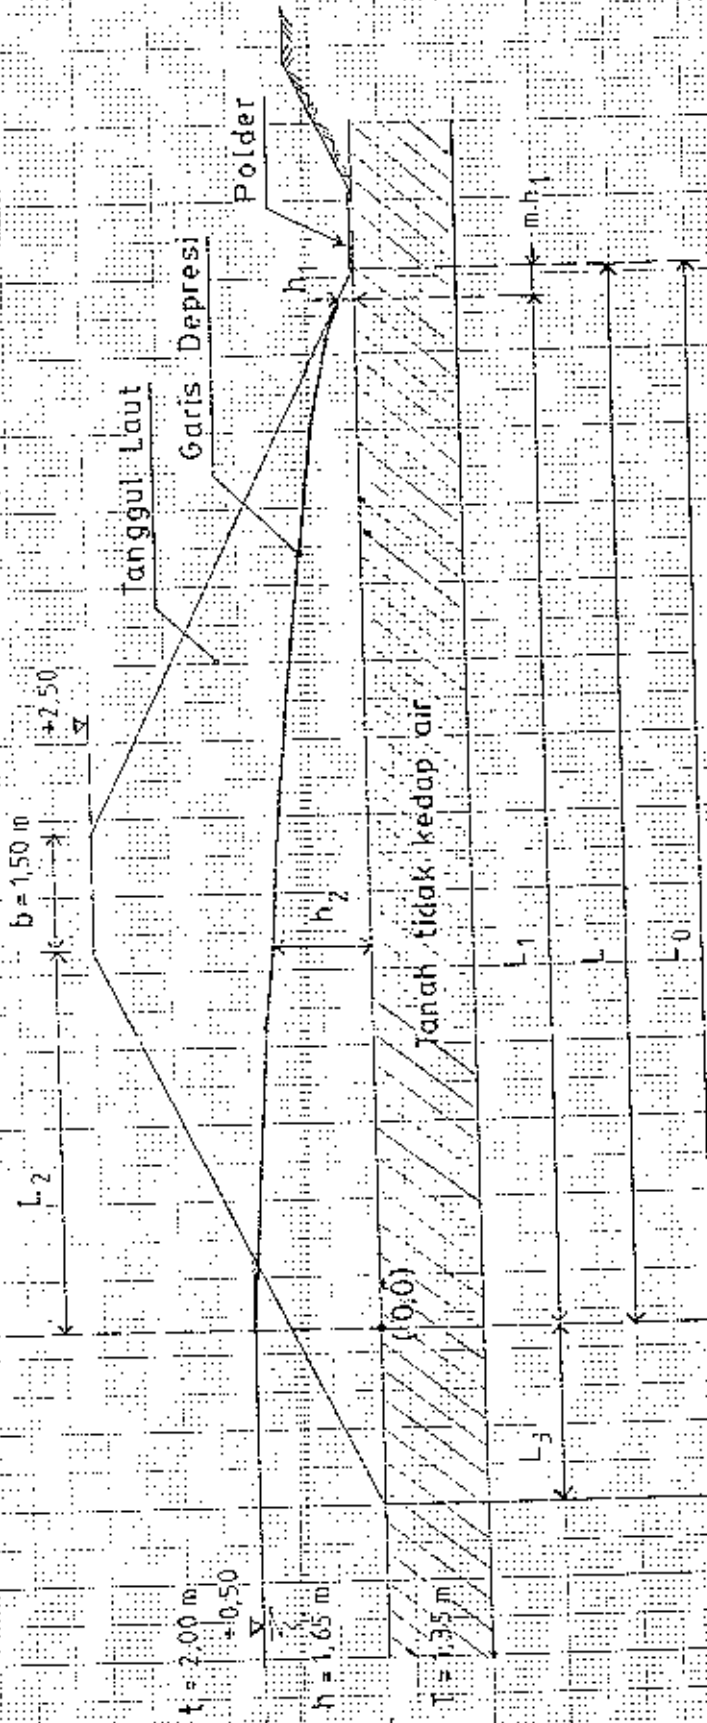 b = 1,50 m
+2,50
L2
Tanggul Laut
Garis Depresi
Polder
t = 2,00 m
+0,50
h = 1,65 m
T = 1,35 m
h2
h1
(0,0)
Tanah tidak kedap air
L3
L1
m.h1
L
L0